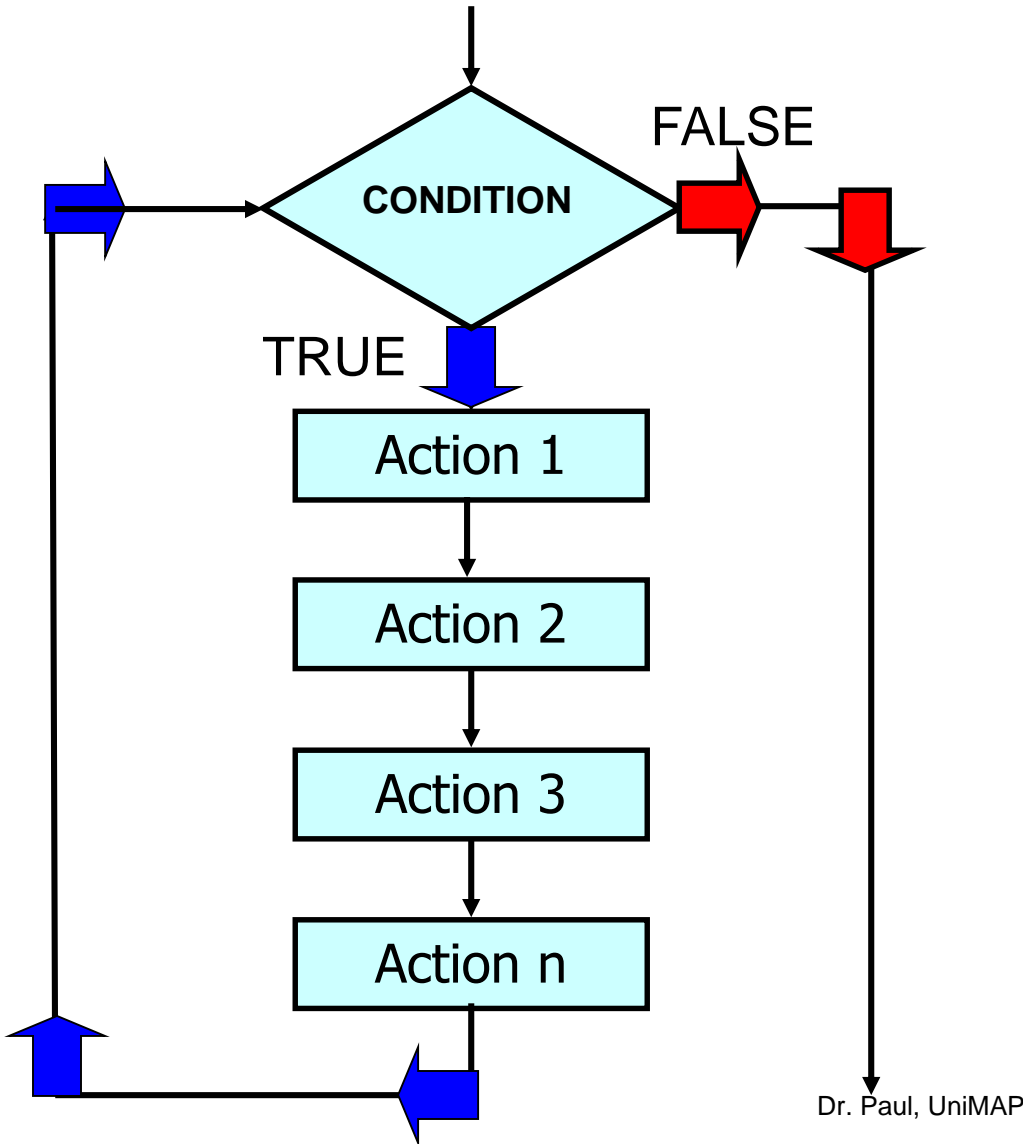 FALSE
CONDITION
TRUE
Action 1
Action 2
Action 3
Action n
Dr. Paul, UniMAP